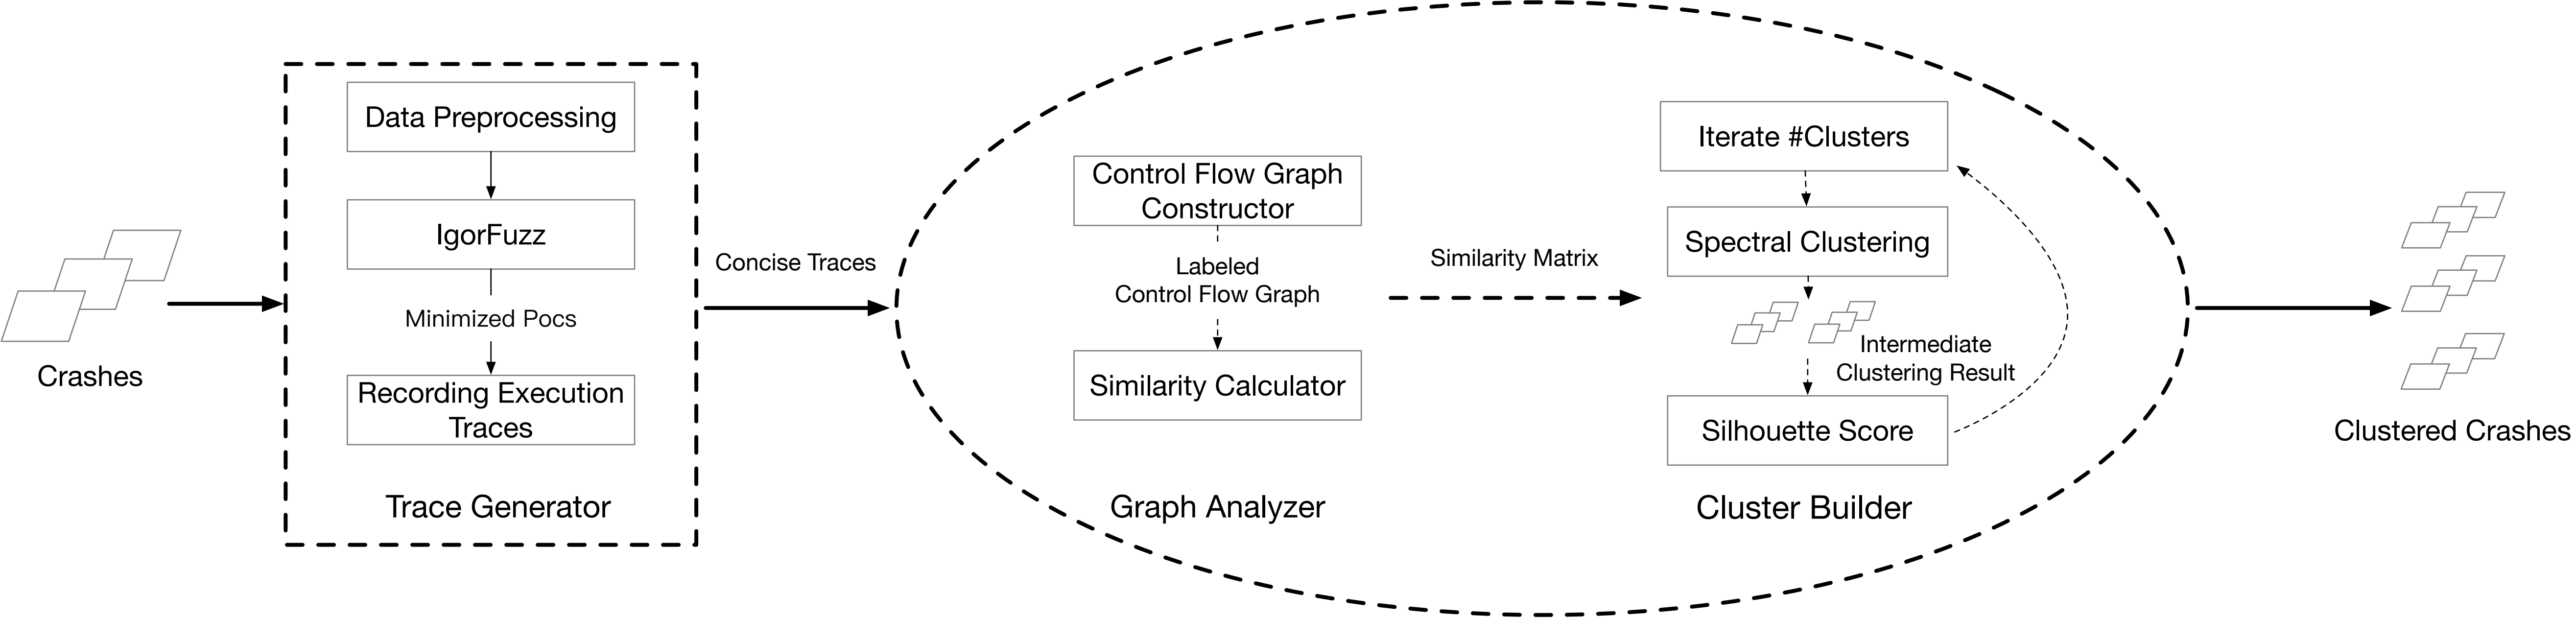 Crashes
Data Preprocessing
IgorFuzz
Minimized Pocs
Recording Execution
Traces
Trace Generator
Concise Traces
Control Flow Graph
Constructor
Labeled
Control Flow Graph
Similarity Calculator
Graph Analyzer
Similarity Matrix
Iterate #Clusters
Spectral Clustering
Intermediate
Clustering Result
Silhouette Score
Cluster Builder
Clustered Crashes